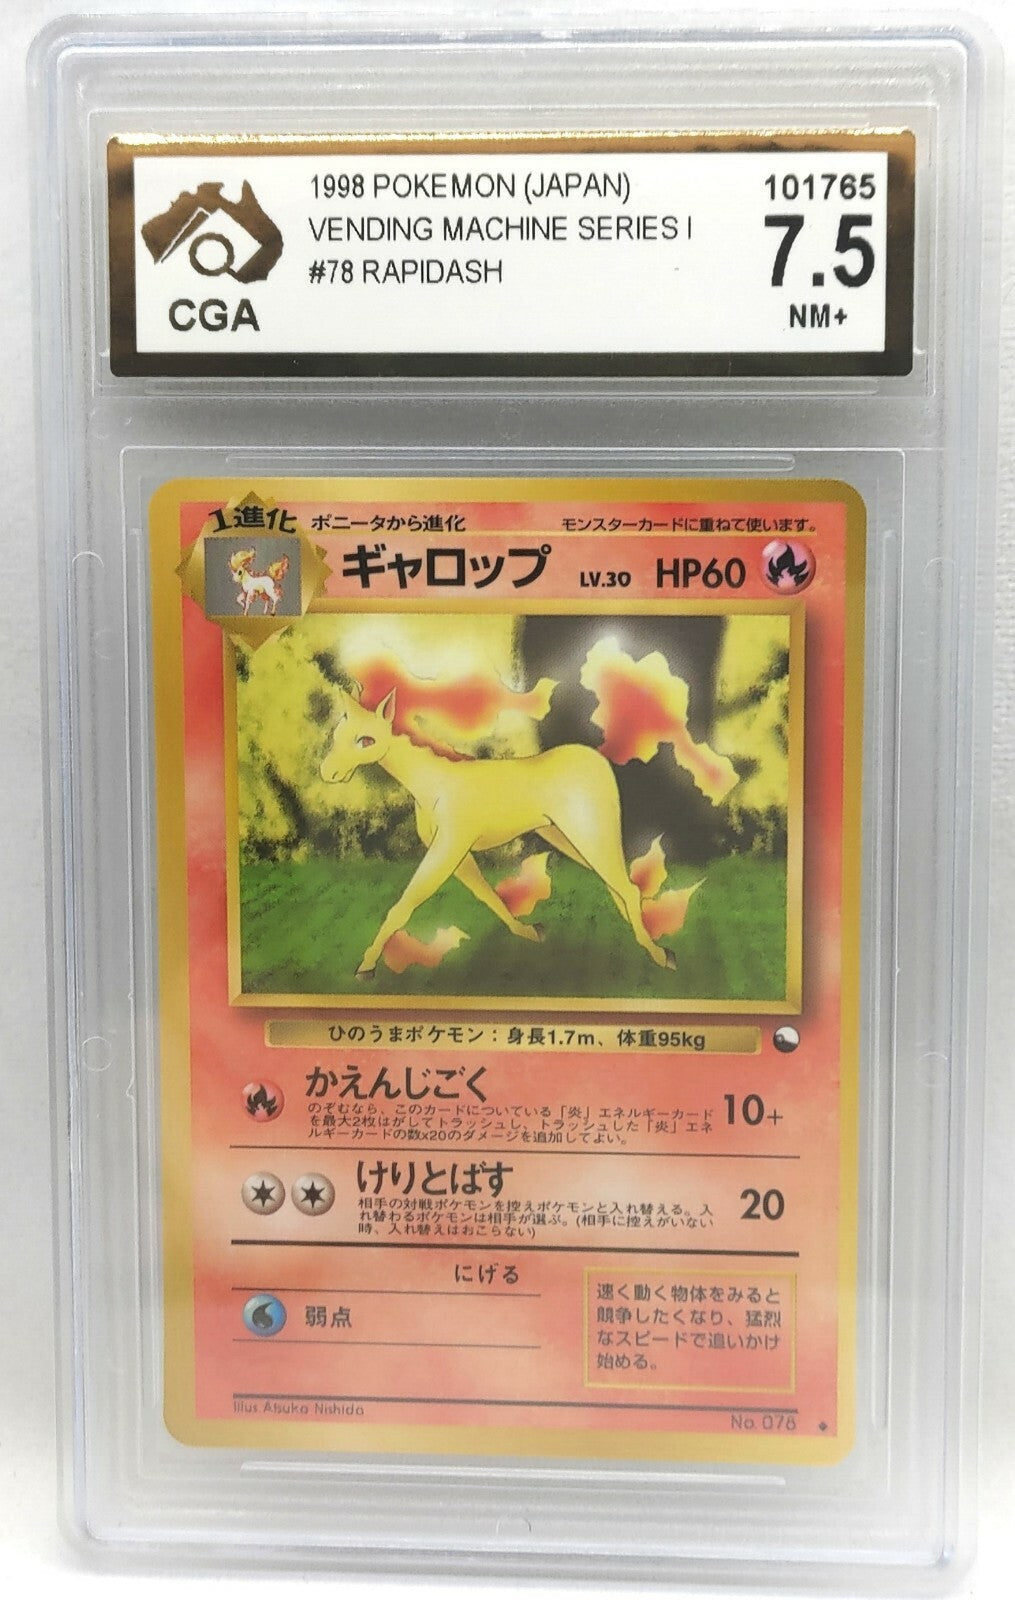 1998 POKEMON (JAPAN)
VENDING MACHINE SERIES I
#78 RAPIDASH
CGA
101765
7.5
NM+
1進化 ポニータから進化 モンスターカードに重ねて使います。
ギャロップ LV.30 HP60
ひのうまポケモン：身長1.7m、体重95kg
かえんじごく
のぞむなら、このカードについている「炎」エネルギーカード
を最大2枚はがしてトラッシュし、トラッシュした「炎」エネ
ルギーカードの数x20のダメージを追加してよい。
10+
けりとばす
相手の対戦ポケモンを控えポケモンと入れ替える。入
れ替わるポケモンは相手が選ぶ。(相手に控えがいない
時、入れ替えはおこらない)
20
にげる
弱点
速く動く物体をみると
競争したくなり、猛烈
なスピードで追いかけ
始める。
Illus. Atsuko Nishida
No. 078